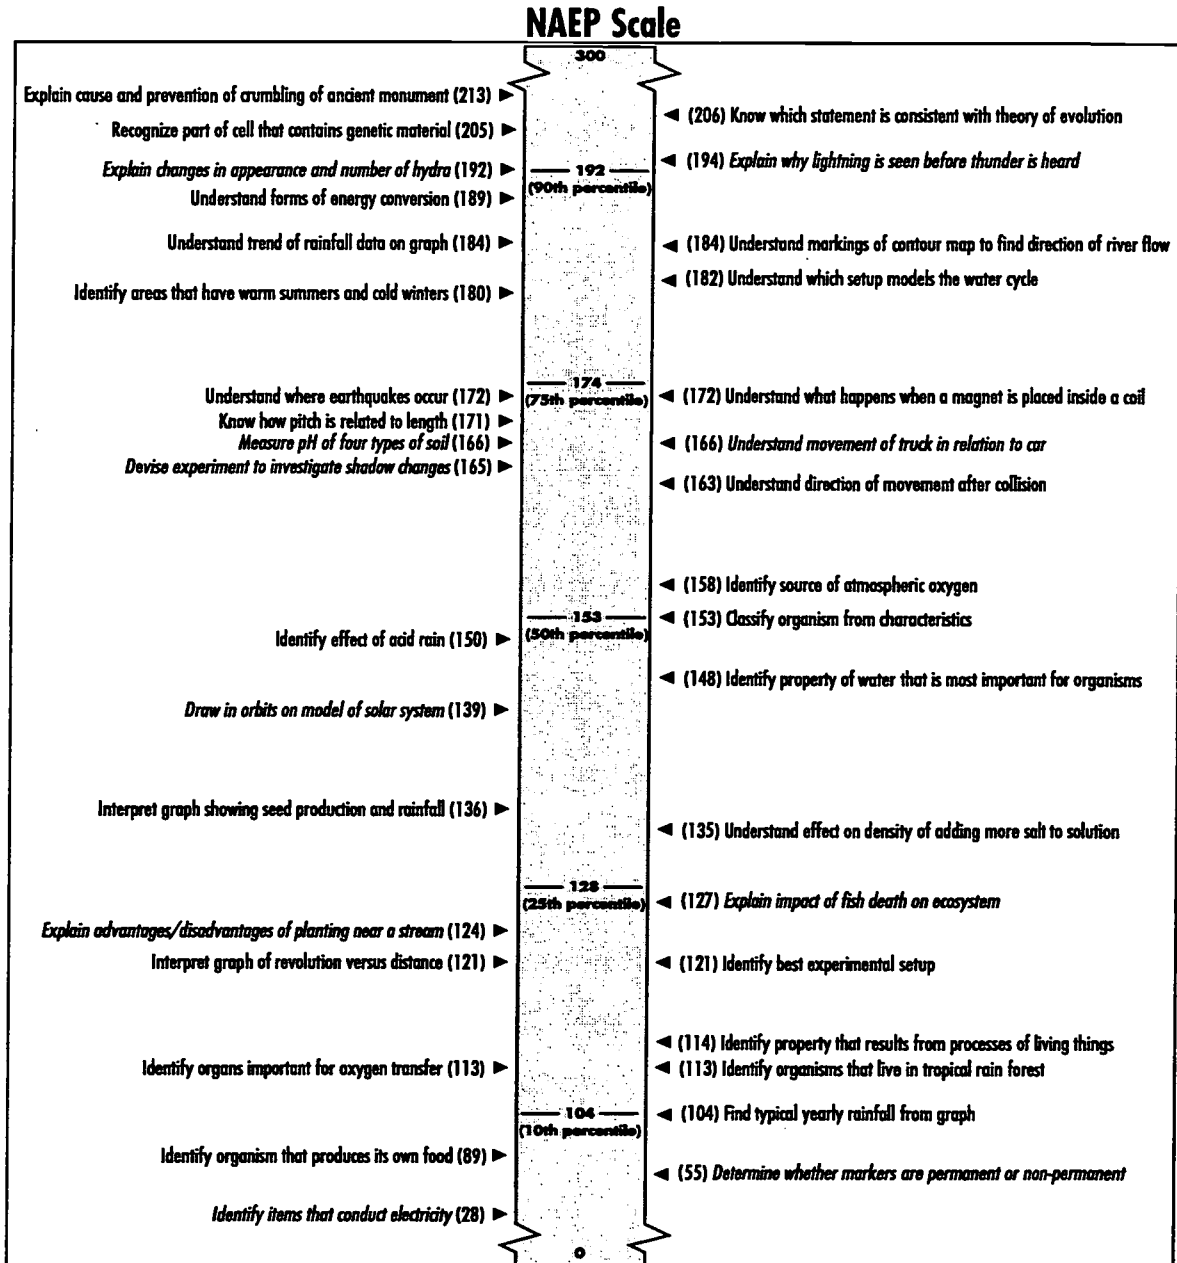 NAEP Scale
300
Explain cause and prevention of crumbling of ancient monument (213) ►
◄ (206) Know which statement is consistent with theory of evolution
Recognize part of cell that contains genetic material (205) ►
◄ (194) Explain why lightning is seen before thunder is heard
Explain changes in appearance and number of hydra (192) ►
192
(90th percentile)
Understand forms of energy conversion (189) ►
Understand trend of rainfall data on graph (184) ►
◄ (184) Understand markings of contour map to find direction of river flow
◄ (182) Understand which setup models the water cycle
Identify areas that have warm summers and cold winters (180) ►
174
(75th percentile)
Understand where earthquakes occur (172) ►
◄ (172) Understand what happens when a magnet is placed inside a coil
Know how pitch is related to length (171) ►
Measure pH of four types of soil (166) ►
◄ (166) Understand movement of truck in relation to car
Devise experiment to investigate shadow changes (165) ►
◄ (163) Understand direction of movement after collision
◄ (158) Identify source of atmospheric oxygen
153
(50th percentile)
◄ (153) Classify organism from characteristics
Identify effect of acid rain (150) ►
◄ (148) Identify property of water that is most important for organisms
Draw in orbits on model of solar system (139) ►
Interpret graph showing seed production and rainfall (136) ►
◄ (135) Understand effect on density of adding more salt to solution
128
(25th percentile)
◄ (127) Explain impact of fish death on ecosystem
Explain advantages/disadvantages of planting near a stream (124) ►
Interpret graph of revolution versus distance (121) ►
◄ (121) Identify best experimental setup
◄ (114) Identify property that results from processes of living things
Identify organs important for oxygen transfer (113) ►
◄ (113) Identify organisms that live in tropical rain forest
104
(10th percentile)
◄ (104) Find typical yearly rainfall from graph
Identify organism that produces its own food (89) ►
◄ (55) Determine whether markers are permanent or non-permanent
Identify items that conduct electricity (28) ►
0